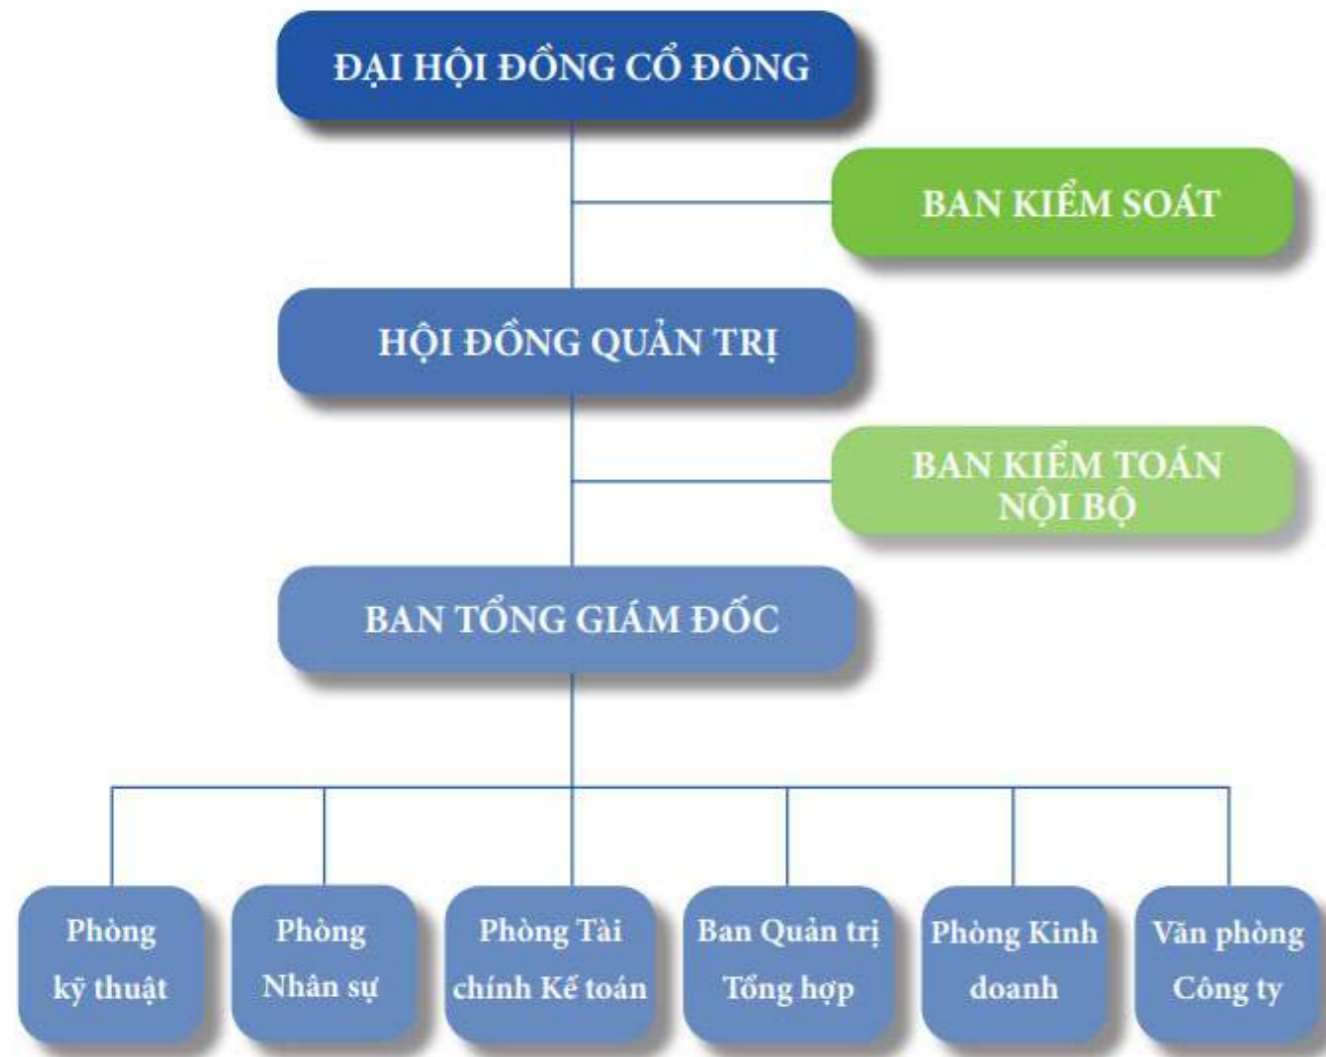 ĐẠI HỘI ĐỒNG CỔ ĐÔNG
BAN KIỂM SOÁT
HỘI ĐỒNG QUẢN TRỊ
BAN KIỂM TOÁN
NỘI BỘ
BAN TỔNG GIÁM ĐỐC
Phòng
kỹ thuật
Phòng
Nhân sự
Phòng Tài
chính Kế toán
Ban Quản trị
Tổng hợp
Phòng Kinh
doanh
Văn phòng
Công ty